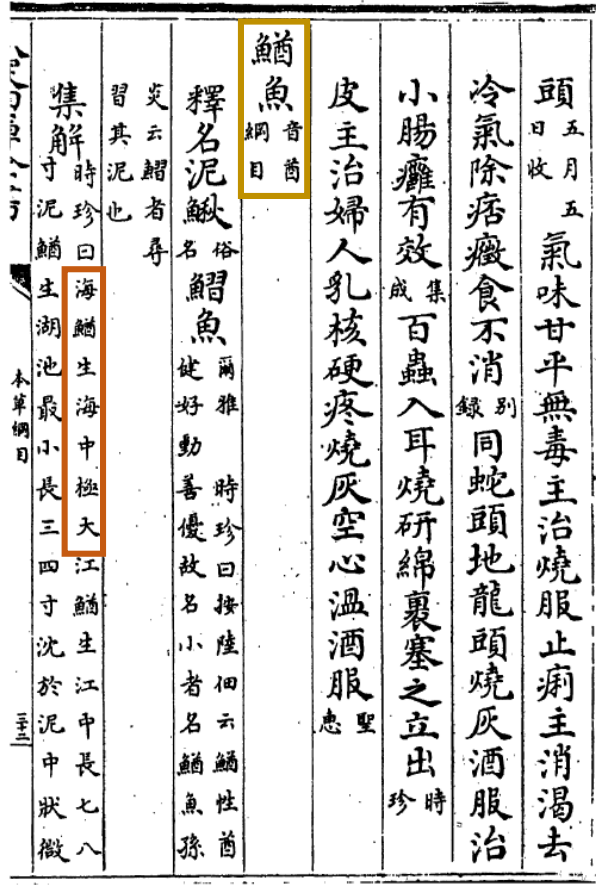 頭五月五日收氣味甘平無毒主治燒服止痢主消渴去
冷氣除痞癥食不消別錄同蛇頭地龍頭燒灰酒服治
小腸癰有效集成百蟲入耳燒研綿裹塞之立出時珍
皮主治婦人乳核硬疼燒灰空心溫酒服聖惠
鰌魚音酋綱目
釋名泥鰍俗名鰼魚爾雅時珍曰按陸佃云鰌性酋健好動善優故名小者名鰌魚孫
炎云鰼者尋習其泥也
集解時珍曰海鰌生海中極大江鰌生江中長七八寸泥鰌生湖池最小長三四寸沈於泥中狀微
本草綱目
三十二